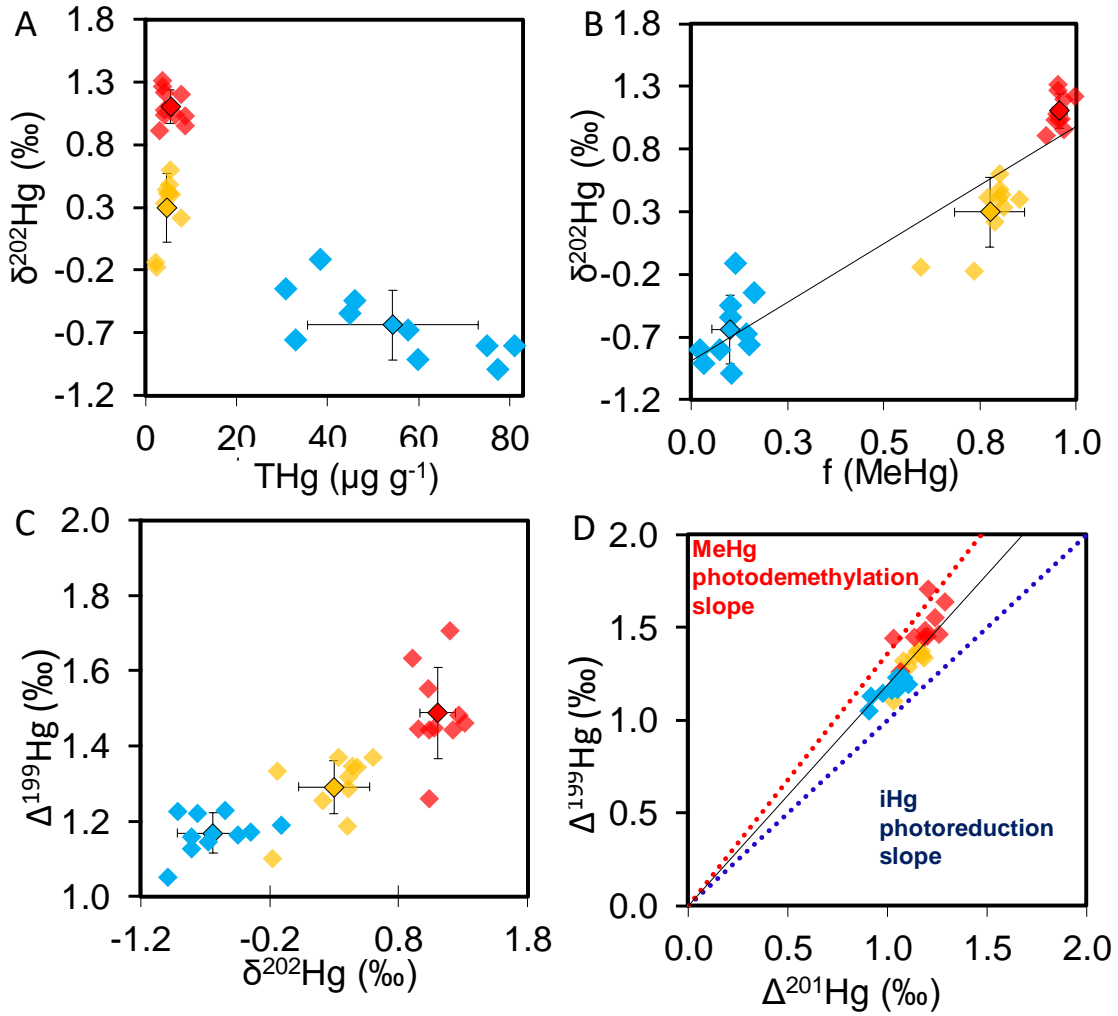 A
1.8
1.3
0.8
0.3
-0.2
-0.7
-1.2
δ²⁰²Hg (‰)
0 20 40 60 80
THg (µg g⁻¹)
B
1.8
1.3
0.8
0.3
-0.2
-0.7
-1.2
δ²⁰²Hg (‰)
0.0 0.3 0.5 0.8 1.0
f (MeHg)
C
2.0
1.8
1.6
1.4
1.2
1.0
Δ¹⁹⁹Hg (‰)
-1.2 -0.2 0.8 1.8
δ²⁰²Hg (‰)
D
2.0
1.5
1.0
0.5
0.0
Δ¹⁹⁹Hg (‰)
MeHg
photodemethylation
slope
iHg
photoreduction
slope
0.0 0.5 1.0 1.5 2.0
Δ²⁰¹Hg (‰)